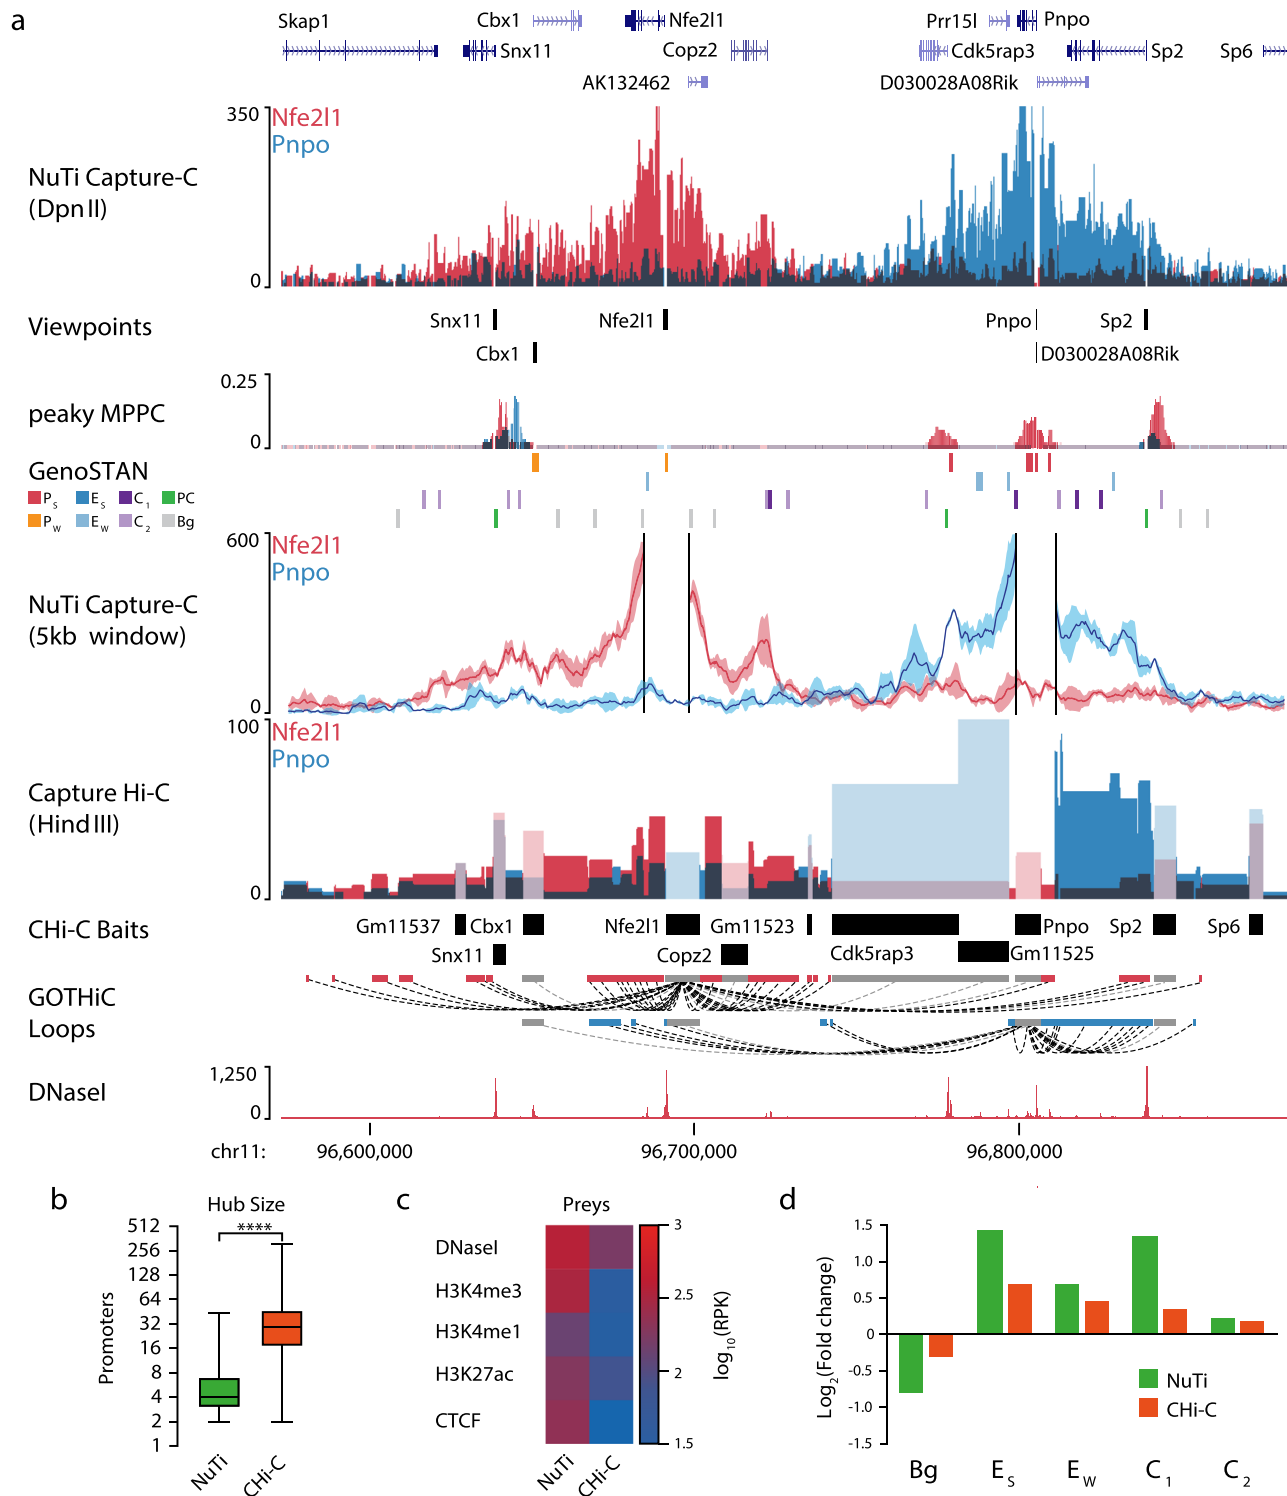 a
Skap1
Cbx1
Nfe2l1
Prr15l
Pnpo
Snx11
Copz2
Cdk5rap3
Sp2
Sp6
AK132462
D030028A08Rik
NuTi Capture-C
(Dpn II)
350
0
Nfe2l1
Pnpo
Viewpoints
Snx11
Nfe2l1
Pnpo
Sp2
Cbx1
D030028A08Rik
peaky MPPC
0.25
0
GenoSTAN
PS ES C1 PC
PW EW C2 Bg
NuTi Capture-C
(5kb window)
600
0
Nfe2l1
Pnpo
Capture Hi-C
(Hind III)
100
0
Nfe2l1
Pnpo
CHi-C Baits
Gm11537
Cbx1
Nfe2l1
Gm11523
Pnpo
Sp2
Sp6
Snx11
Copz2
Cdk5rap3
Gm11525
GOTHiC
Loops
DNaseI
1,250
0
chr11:
96,600,000
96,700,000
96,800,000
b
Hub Size
****
Promoters
512
256
128
64
32
16
8
4
2
1
NuTi
CHi-C
c
Preys
DNaseI
H3K4me3
H3K4me1
H3K27ac
CTCF
NuTi
CHi-C
3
2.5
2
1.5
log10(RPK)
d
Log2(Fold change)
1.5
1.0
0.5
0
-0.5
-1.0
-1.5
NuTi
CHi-C
Bg
ES
EW
C1
C2